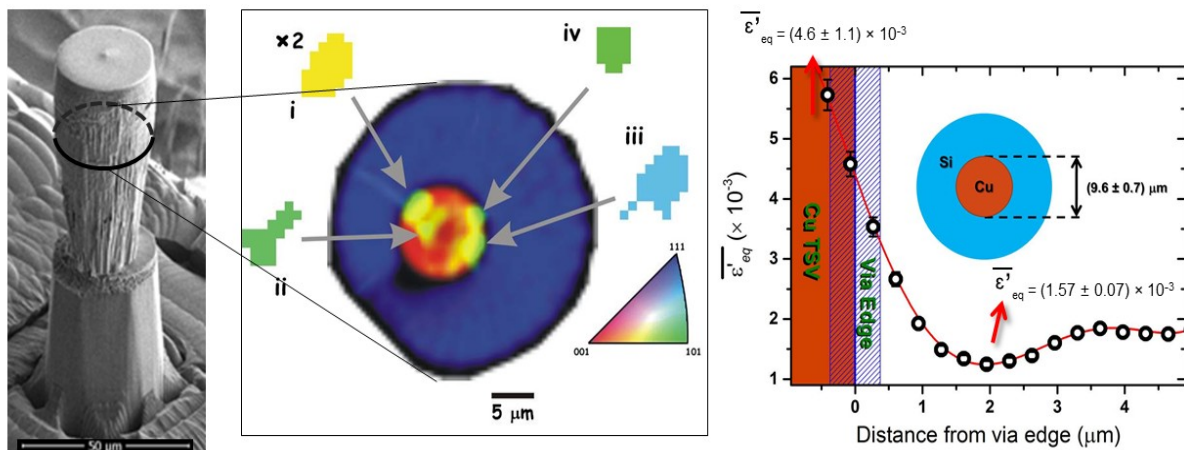 50 μm
×2
i
ii
iii
iv
111
001
101
5 μm
ε'eq = (4.6 ± 1.1) × 10-3
6
5
4
3
2
1
ε'eq (× 10-3)
Cu TSV
Via Edge
Si
Cu
(9.6 ± 0.7) μm
ε'eq = (1.57 ± 0.07) × 10-3
0
1
2
3
4
Distance from via edge (μm)